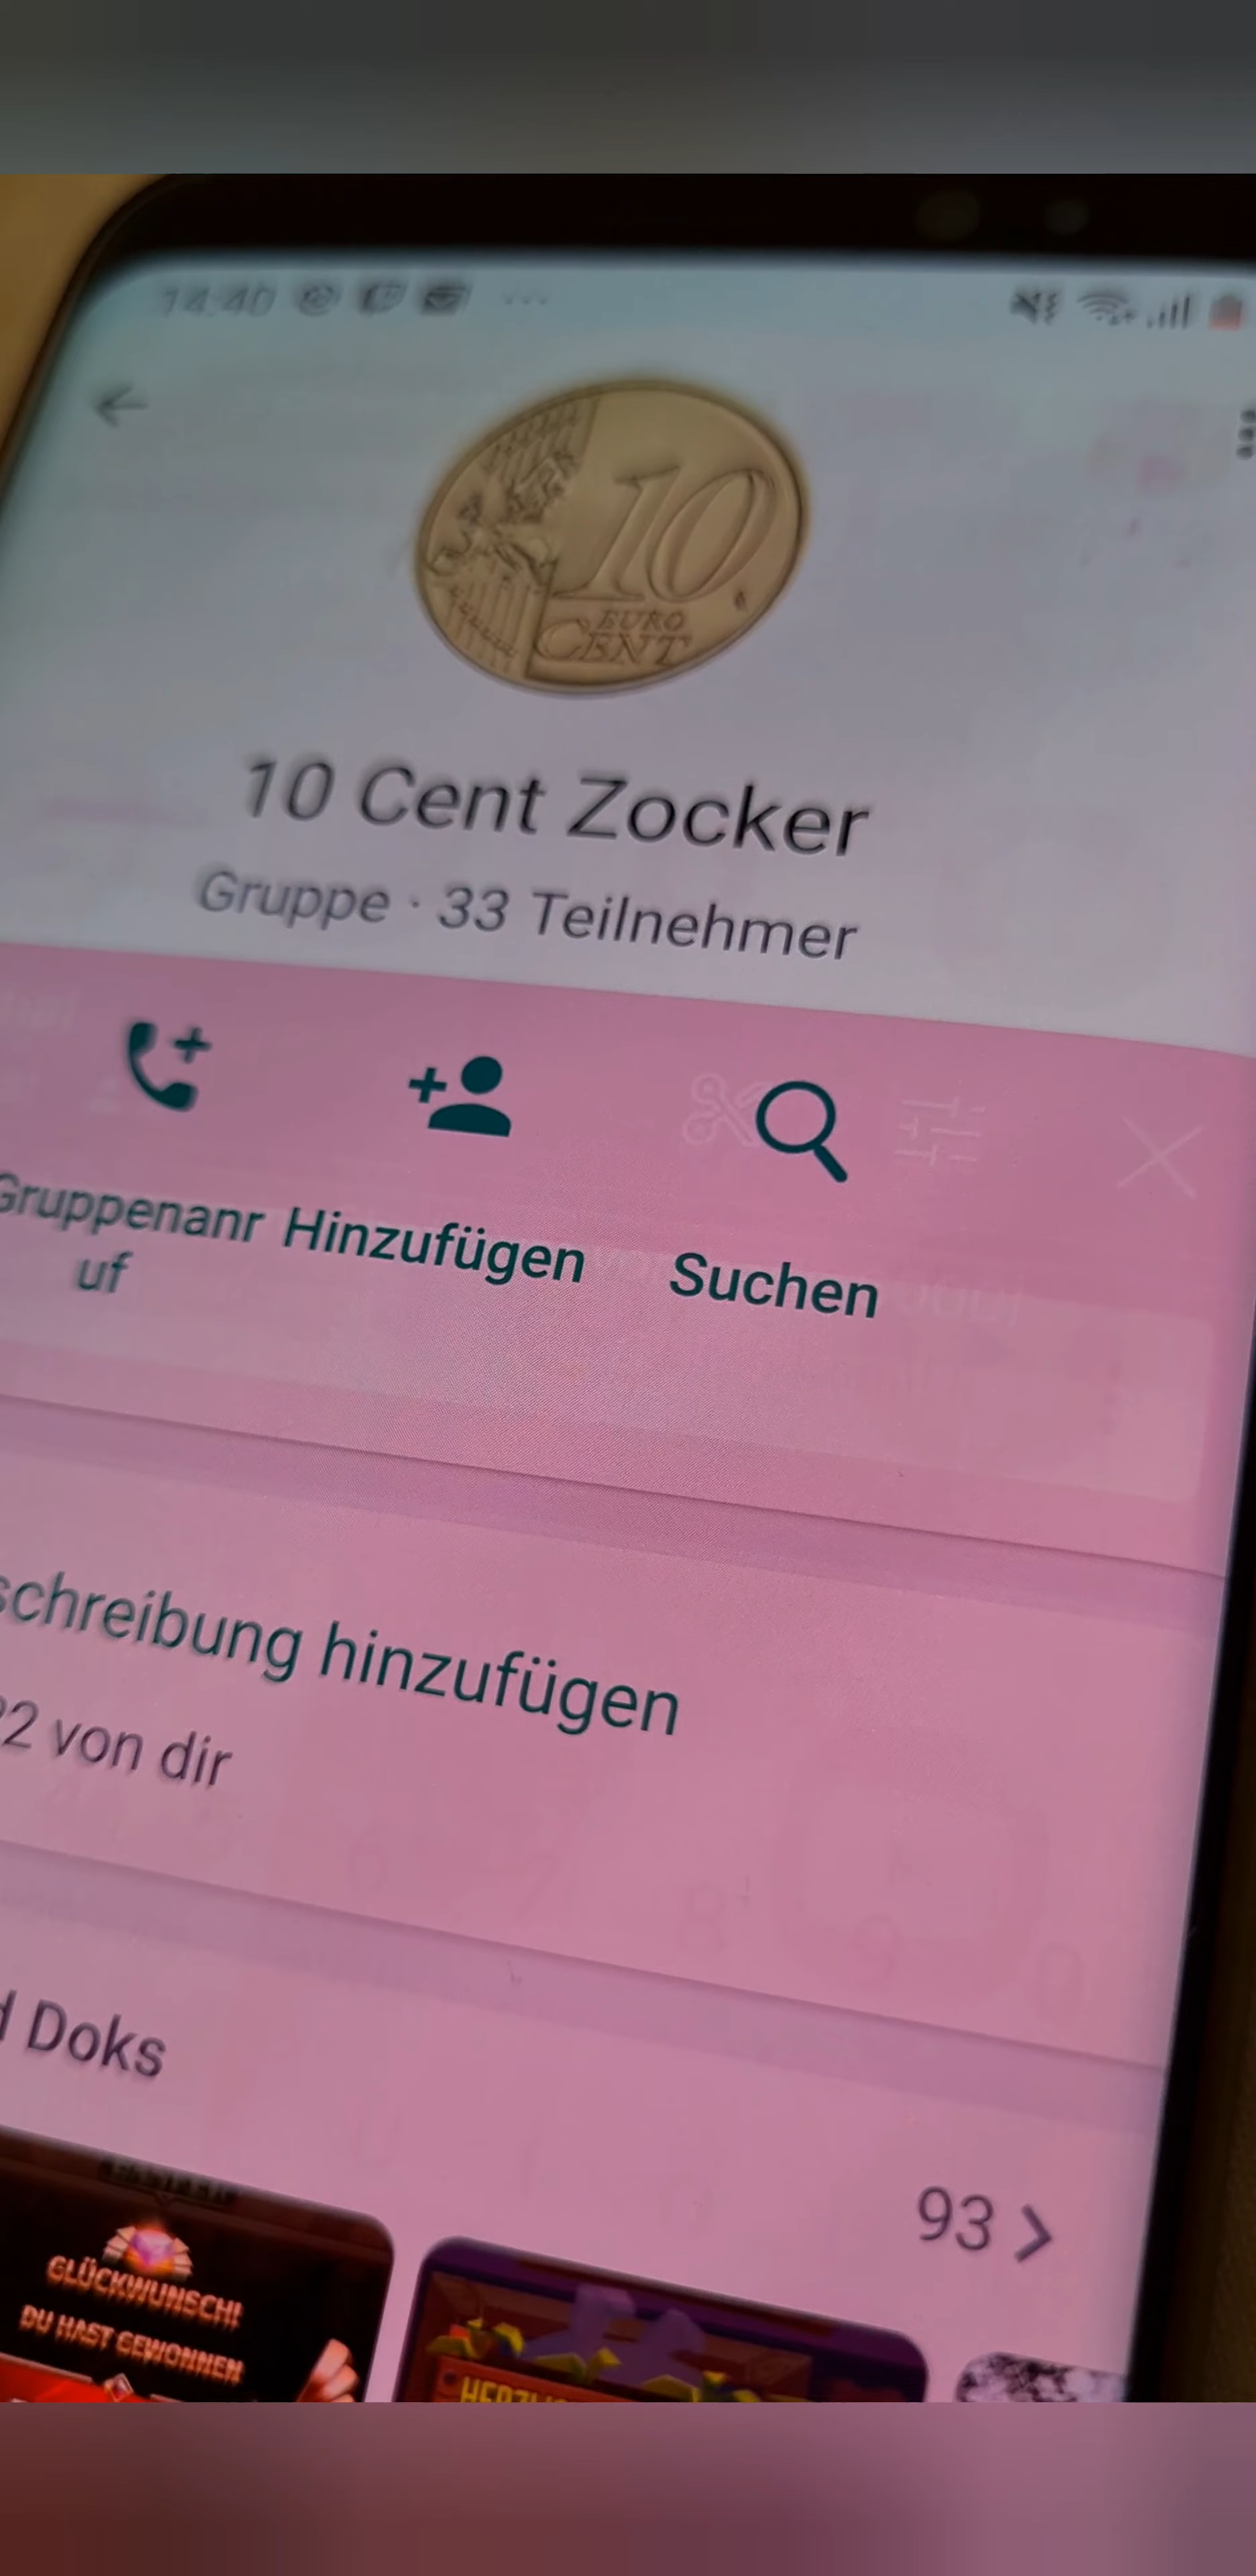 14:40
10
EURO
CENT
10 Cent Zocker
Gruppe · 33 Teilnehmer
Gruppenanr
uf
Hinzufügen
Suchen
schreibung hinzufügen
22 von dir
d Doks
93
GLÜCKWUNSCH!
DU HAST GEWONNEN